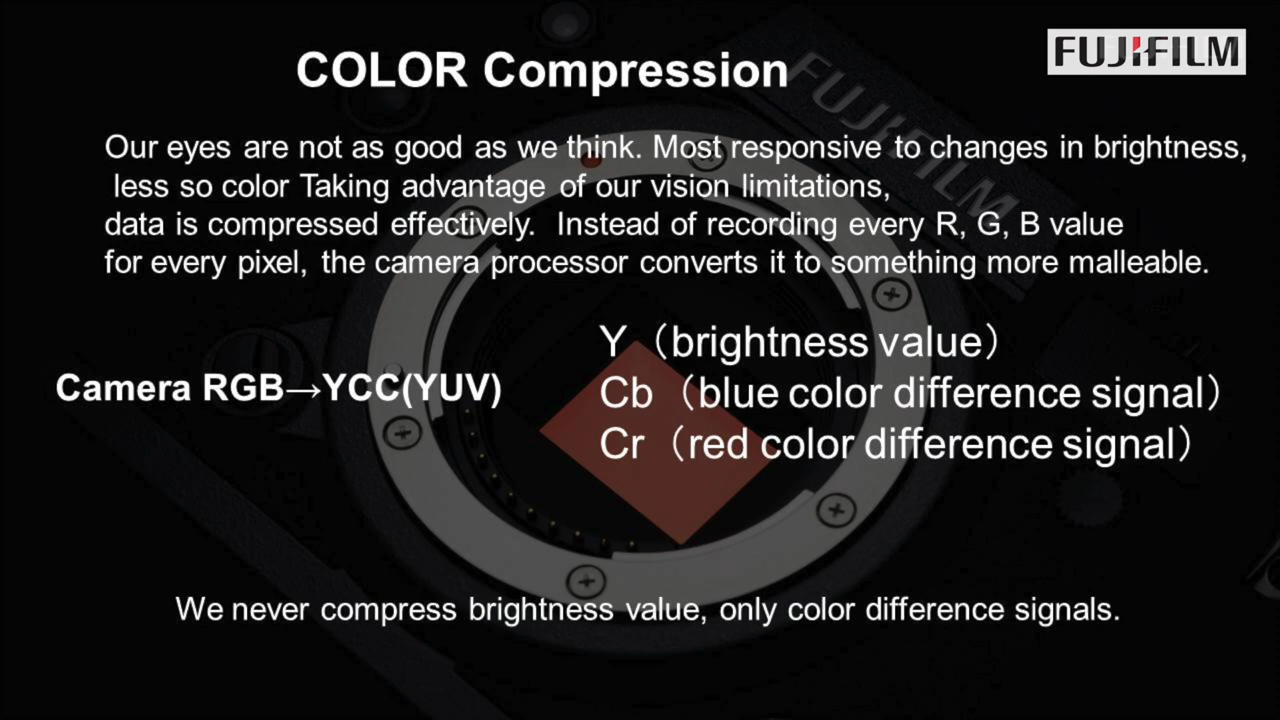 FUJIFILM
COLOR Compression
FUJIFILM
Our eyes are not as good as we think. Most responsive to changes in brightness,
less so color Taking advantage of our vision limitations,
data is compressed effectively. Instead of recording every R, G, B value
for every pixel, the camera processor converts it to something more malleable.
Y（brightness value）
Camera RGB→YCC(YUV)
Cb（blue color difference signal）
Cr（red color difference signal）
We never compress brightness value, only color difference signals.